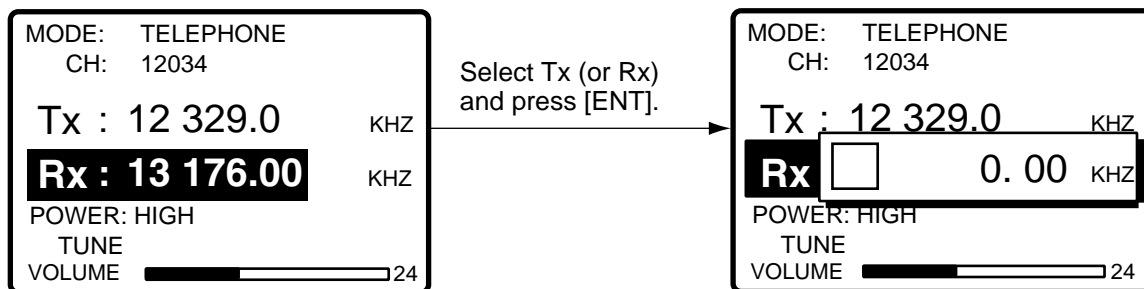 MODE: TELEPHONE
CH: 12034
Tx : 12 329.0 KHZ
Rx : 13 176.00 KHZ
POWER: HIGH
TUNE
VOLUME 24
Select Tx (or Rx)
and press [ENT].
MODE: TELEPHONE
CH: 12034
Tx : 12 329.0 KHZ
Rx 0. 00 KHZ
POWER: HIGH
TUNE
VOLUME 24